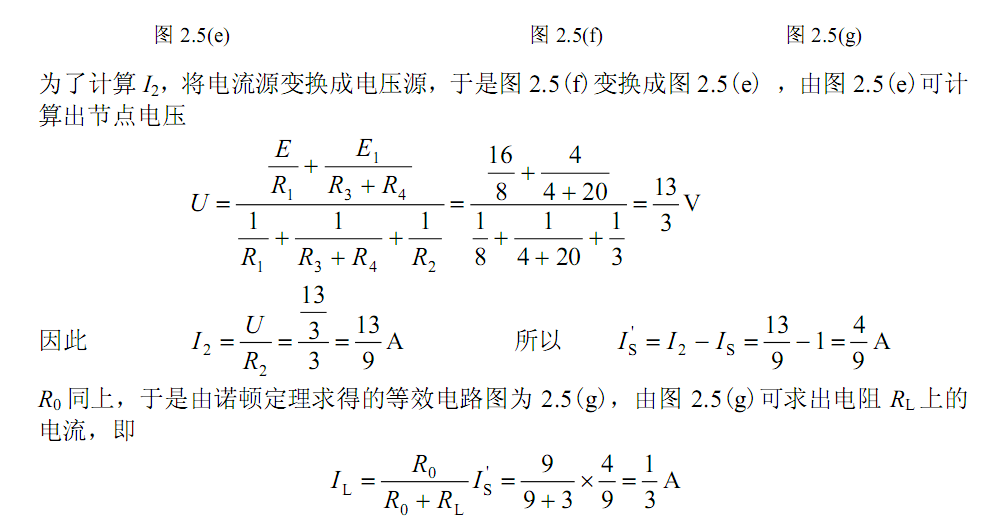 图 2.5(e) 图 2.5(f) 图 2.5(g)
为了计算 I₂，将电流源变换成电压源，于是图 2.5(f)变换成图 2.5(e) ，由图 2.5(e)可计
算出节点电压
U = (E/R₁ + E₁/(R₃ + R₄)) / (1/R₁ + 1/(R₃ + R₄) + 1/R₂) = (16/8 + 4/(4 + 20)) / (1/8 + 1/(4 + 20) + 1/3) = 13/3 V
因此 I₂ = U/R₂ = (13/3)/3 = 13/9 A 所以 I'_S = I₂ − I_S = 13/9 − 1 = 4/9 A
R₀ 同上，于是由诺顿定理求得的等效电路图为 2.5(g)，由图 2.5(g)可求出电阻 R_L 上的
电流，即
I_L = R₀/(R₀ + R_L) I'_S = 9/(9 + 3) × 4/9 = 1/3 A